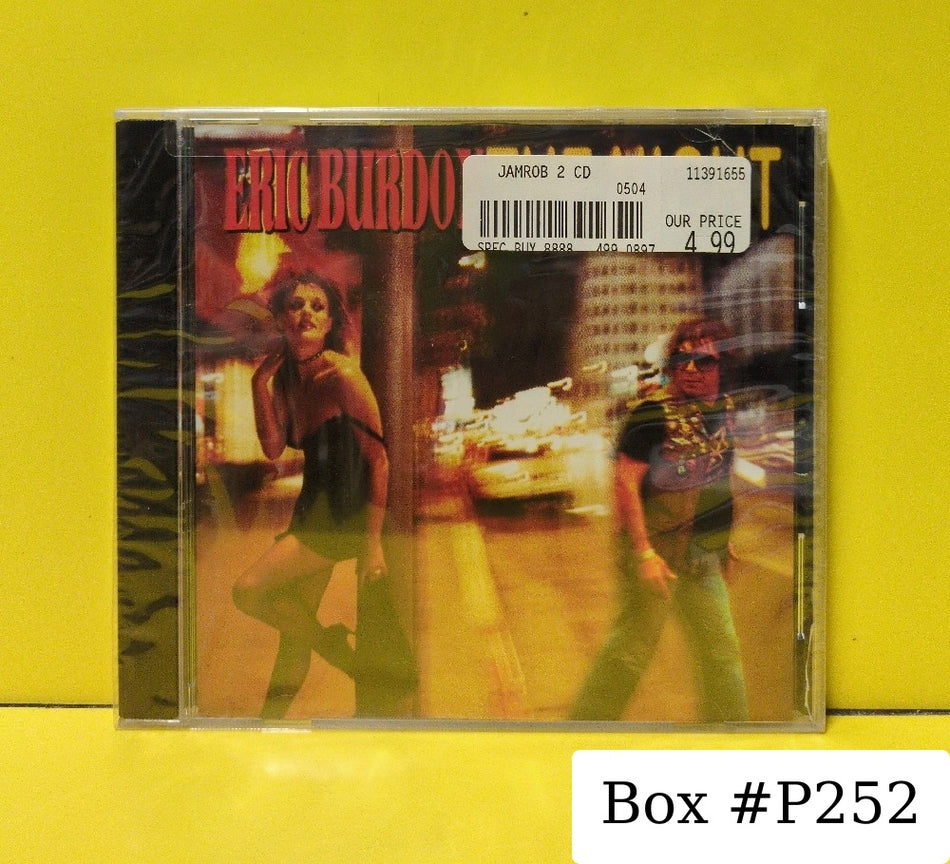 ERIC BURDON
JAMROB 2 CD 11391655
0504
OUR PRICE
SPEC BUY 8888 499 0897
4 99
Box #P252